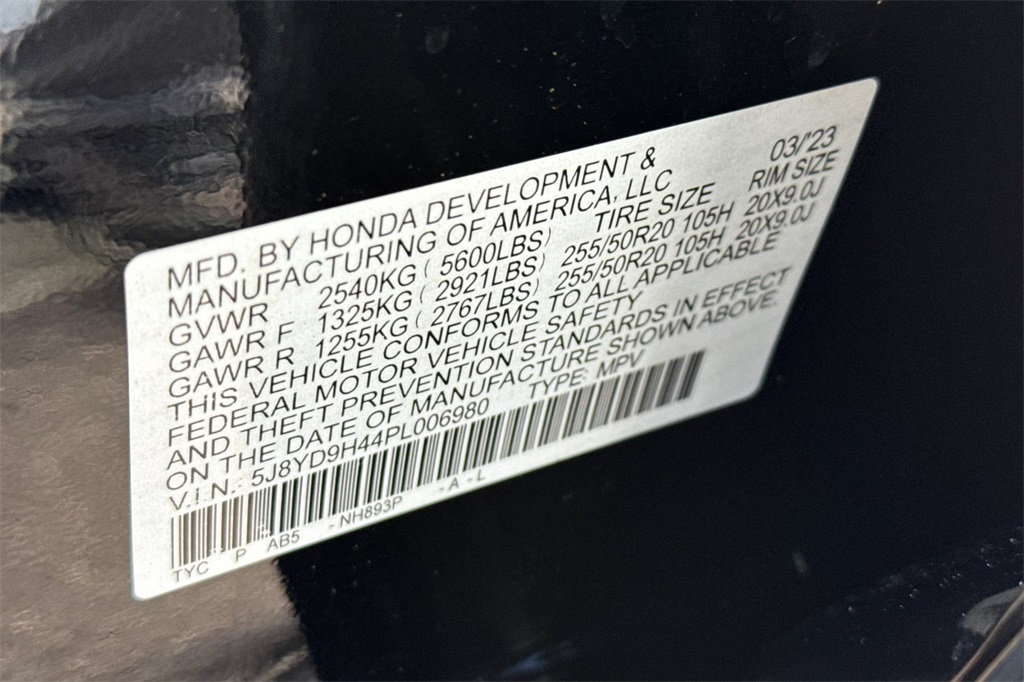 03/'23
MFD. BY HONDA DEVELOPMENT &
MANUFACTURING OF AMERICA, LLC
GVWR 2540KG ( 5600LBS) TIRE SIZE RIM SIZE
GAWR F 1325KG ( 2921LBS) 255/50R20 105H 20X9.0J
GAWR R 1255KG ( 2767LBS) 255/50R20 105H 20X9.0J
THIS VEHICLE CONFORMS TO ALL APPLICABLE
FEDERAL MOTOR VEHICLE SAFETY
AND THEFT PREVENTION STANDARDS IN EFFECT
ON THE DATE OF MANUFACTURE SHOWN ABOVE.
V.I.N.: 5J8YD9H44PL006980 TYPE: MPV
TYC P AB5 - NH893P - A - L